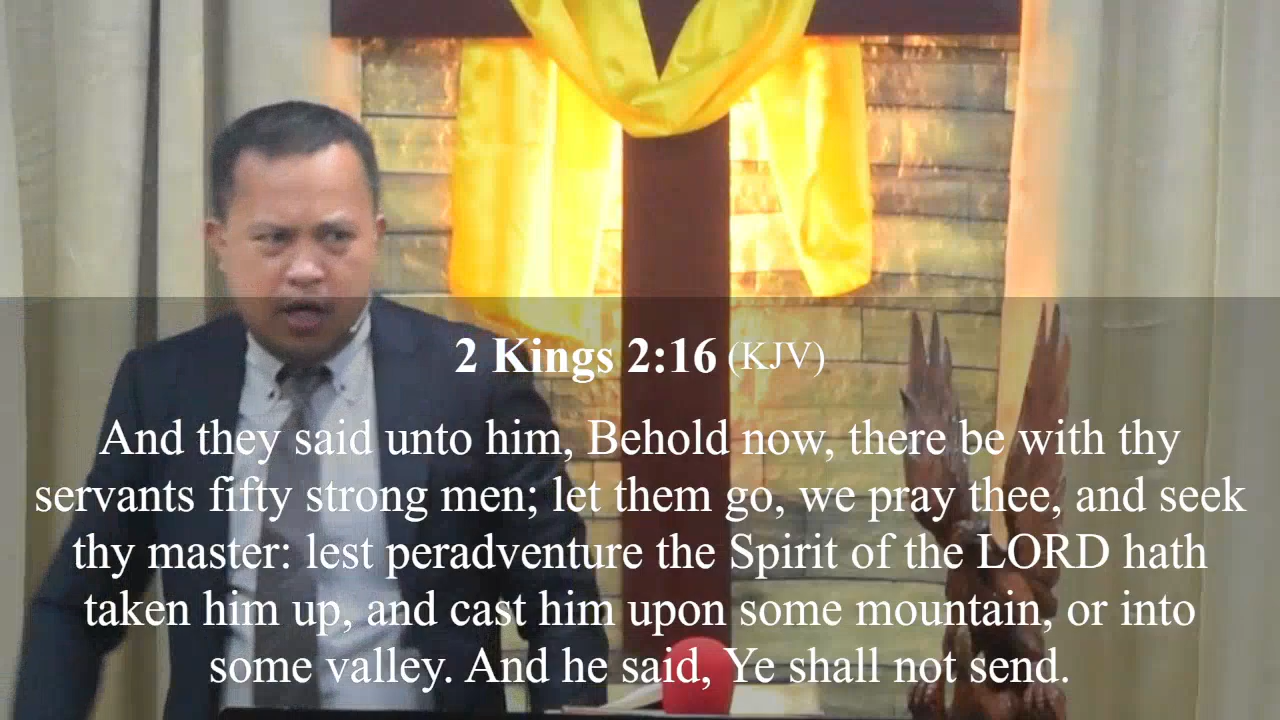 2 Kings 2:16 (KJV)
And they said unto him, Behold now, there be with thy
servants fifty strong men; let them go, we pray thee, and seek
thy master: lest peradventure the Spirit of the LORD hath
taken him up, and cast him upon some mountain, or into
some valley. And he said, Ye shall not send.